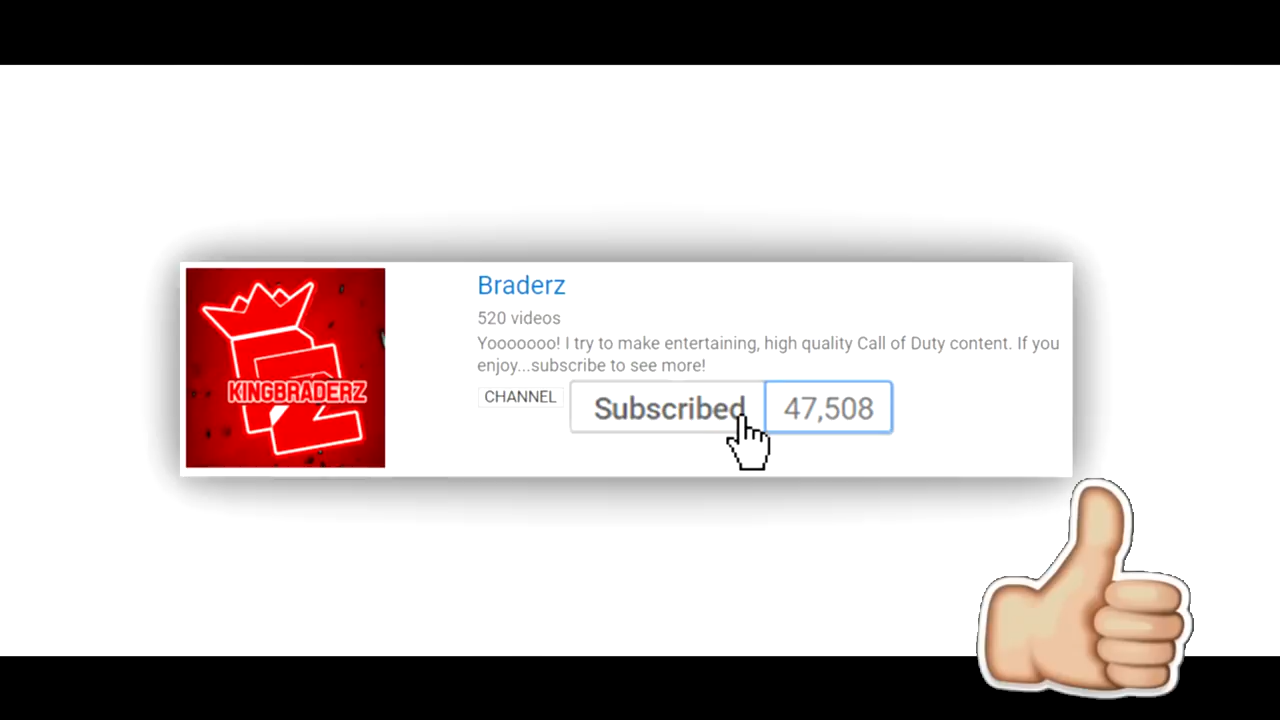 Braderz
520 videos
Yooooooo! I try to make entertaining, high quality Call of Duty content. If you
enjoy...subscribe to see more!
KINGBRADERZ
CHANNEL
Subscribed
47,508